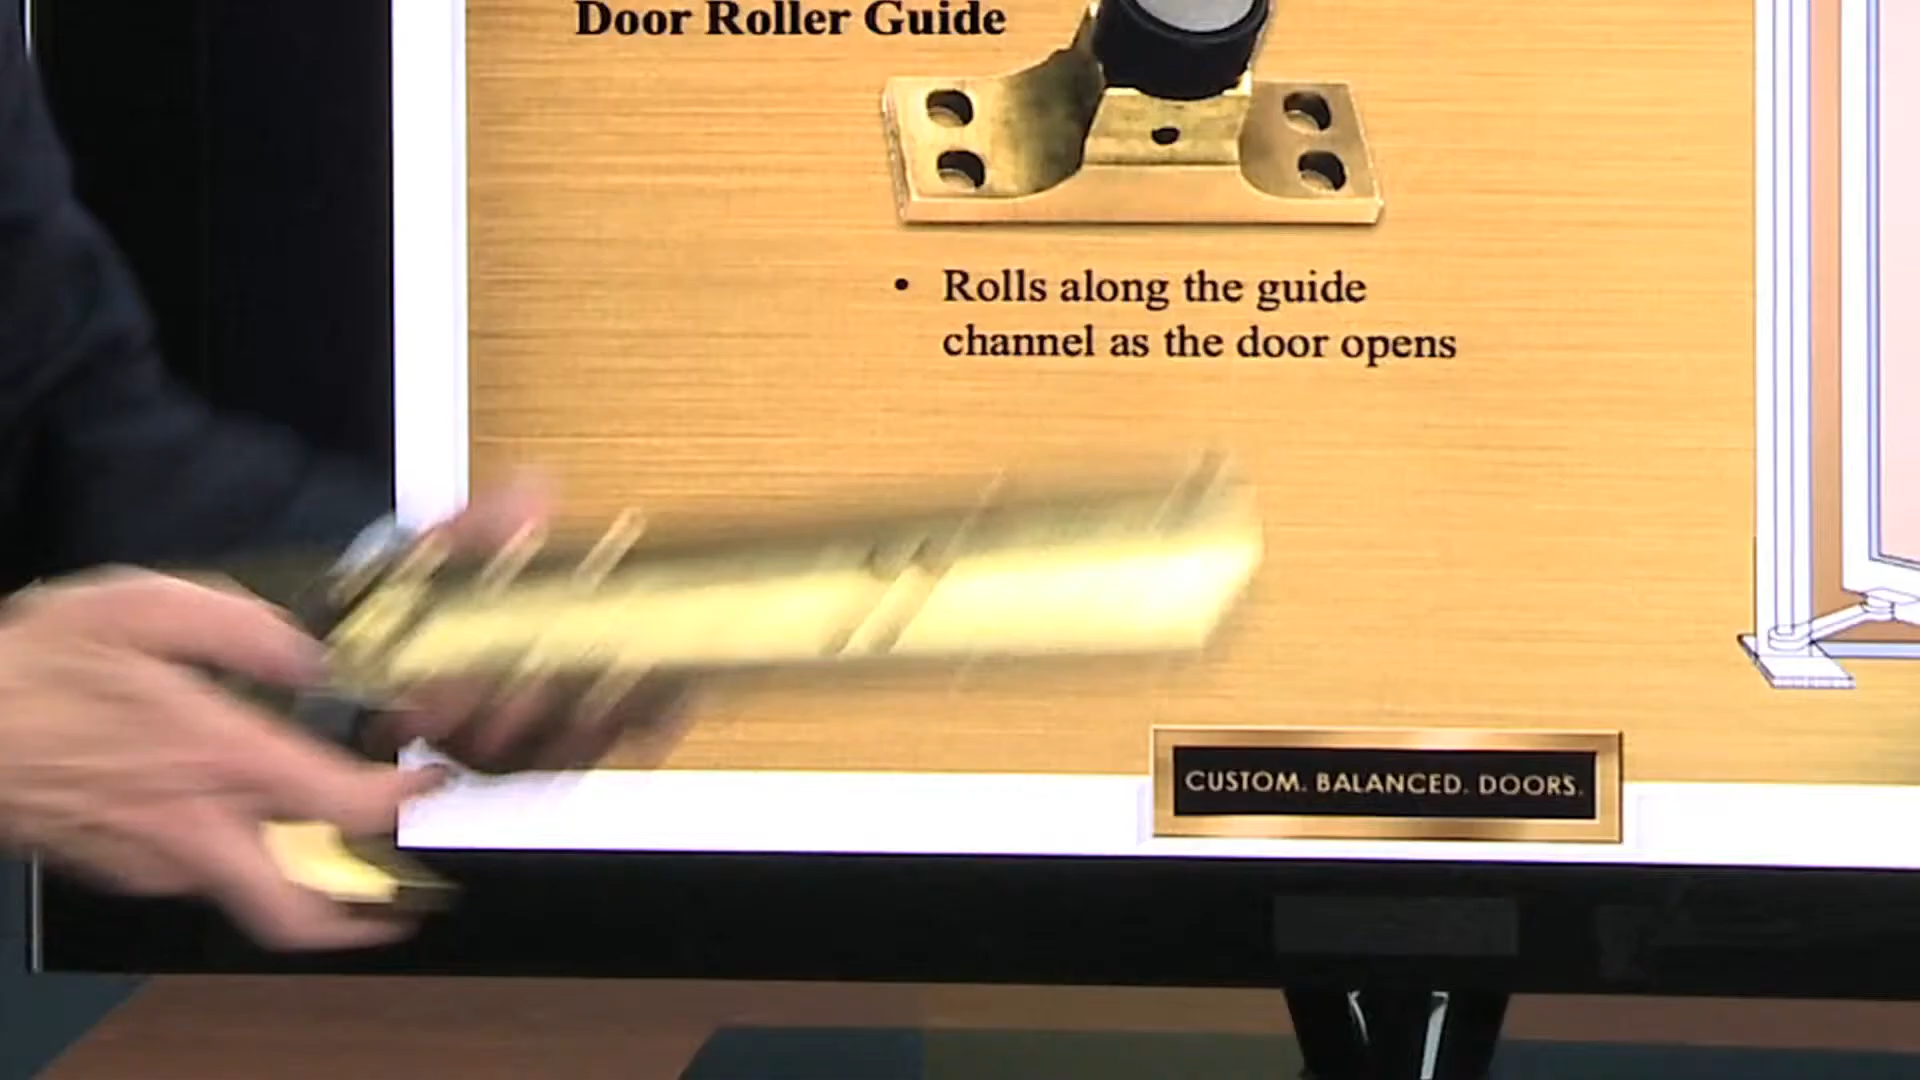 Door Roller Guide
• Rolls along the guide
channel as the door opens
CUSTOM. BALANCED. DOORS.